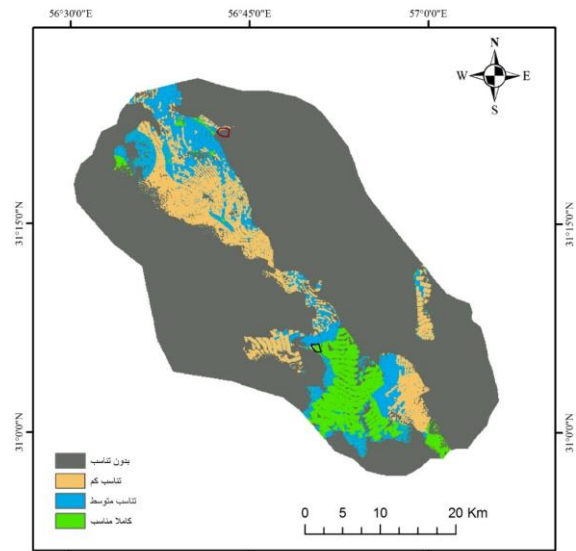 56°30'0"E 56°45'0"E 57°0'0"E
N
W E
S
31°15'0"N 31°15'0"N
31°0'0"N 31°0'0"N
بدون تناسب
تناسب کم
تناسب متوسط
کاملا مناسب
0 5 10 20 Km